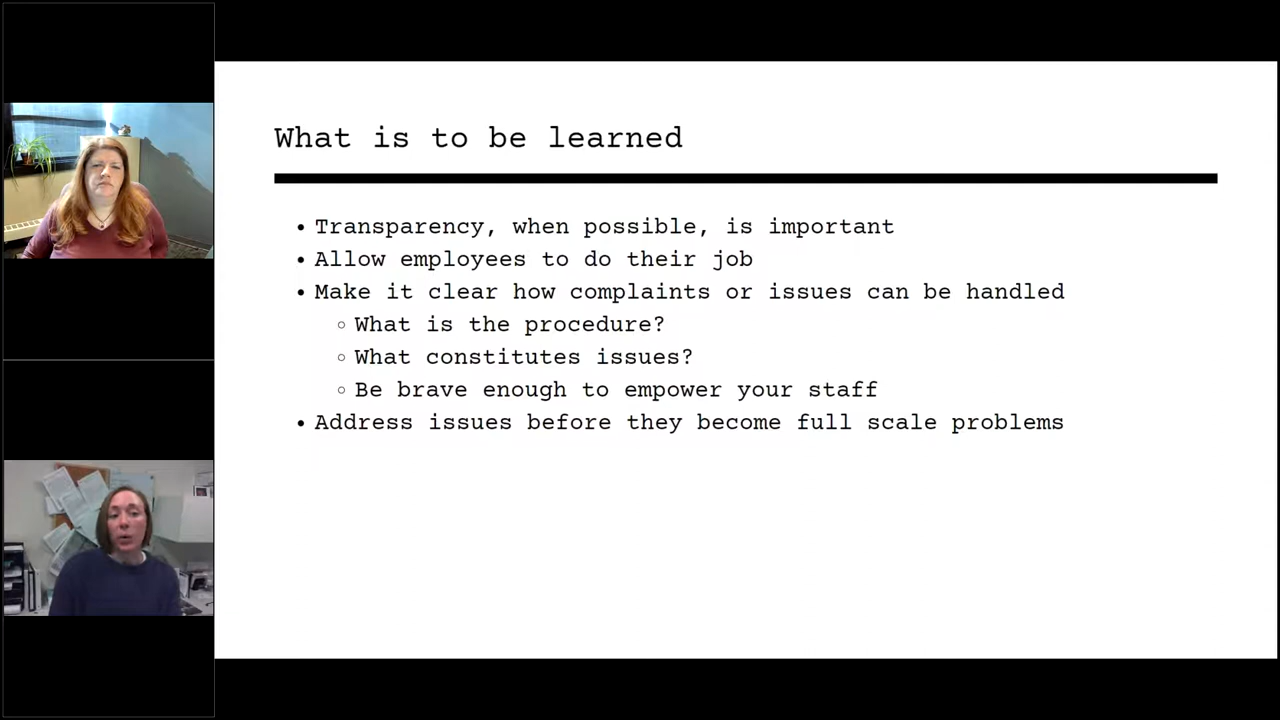 What is to be learned
• Transparency, when possible, is important
• Allow employees to do their job
• Make it clear how complaints or issues can be handled
○ What is the procedure?
○ What constitutes issues?
○ Be brave enough to empower your staff
• Address issues before they become full scale problems